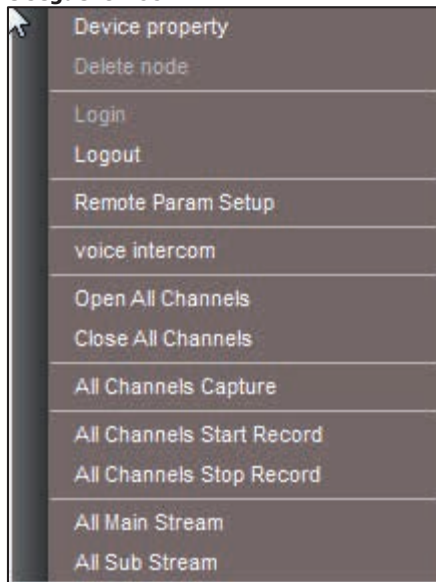 Device property
Delete node
Login
Logout
Remote Param Setup
voice intercom
Open All Channels
Close All Channels
All Channels Capture
All Channels Start Record
All Channels Stop Record
All Main Stream
All Sub Stream